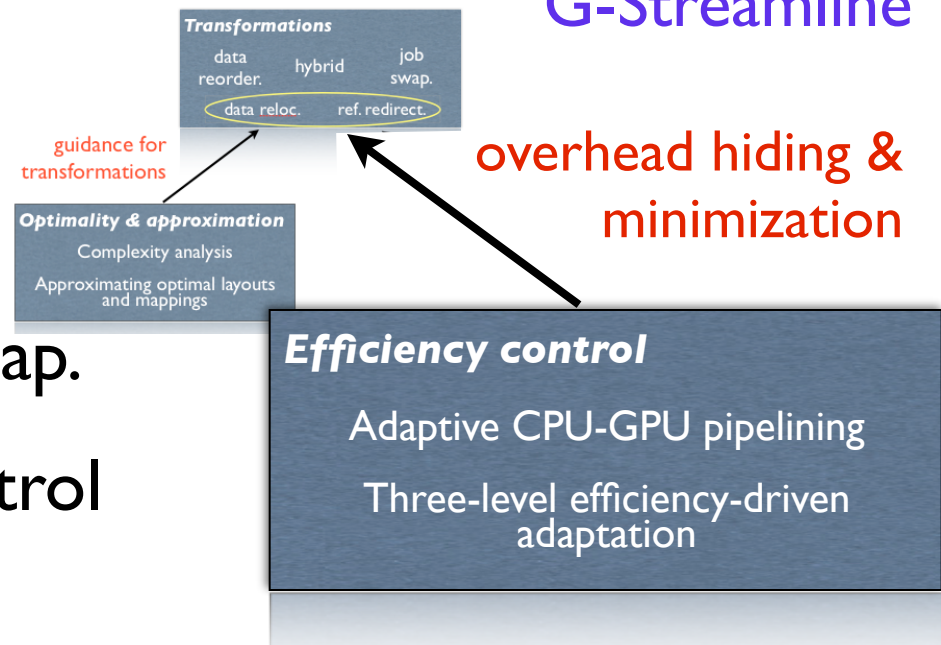 G-Streamline
Transformations
data
reorder.
hybrid
job
swap.
data reloc.
ref. redirect.
guidance for
transformations
overhead hiding &
minimization
Optimality & approximation
Complexity analysis
Approximating optimal layouts
and mappings
ap.
trol
Efficiency control
Adaptive CPU-GPU pipelining
Three-level efficiency-driven
adaptation